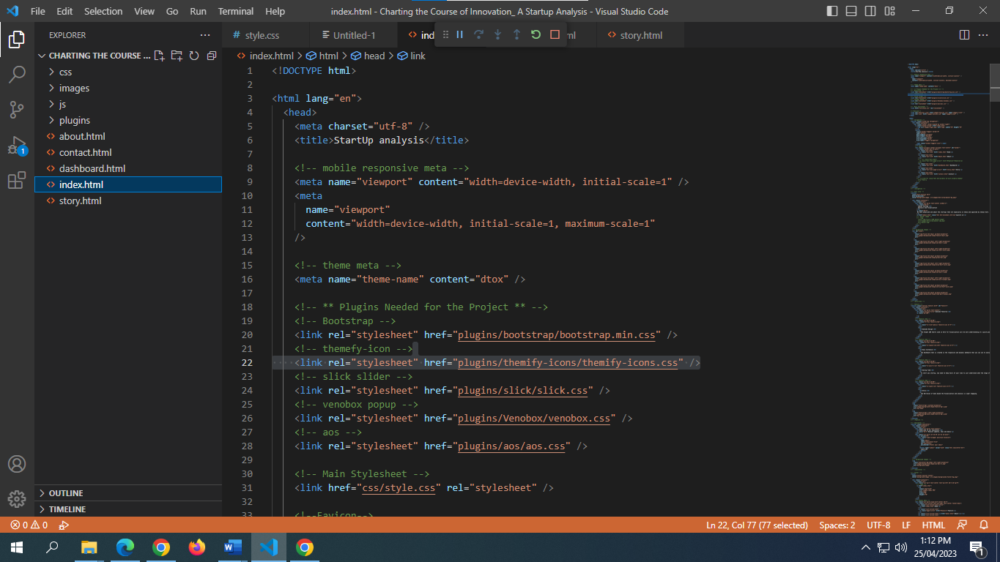 File Edit Selection View Go Run Terminal Help
index.html - Charting the Course of Innovation_ A Startup Analysis - Visual Studio Code
EXPLORER
CHARTING THE COURSE ...
css
images
js
plugins
about.html
contact.html
dashboard.html
index.html
story.html
OUTLINE
TIMELINE
1
# style.css
Untitled-1
<> ind
ml
<> story.html
<> index.html > html > head > link
1 <!DOCTYPE html>
2
3 <html lang="en">
4 <head>
5 <meta charset="utf-8" />
6 <title>StartUp analysis</title>
7
8 <!-- mobile responsive meta -->
9 <meta name="viewport" content="width=device-width, initial-scale=1" />
10 <meta
11 name="viewport"
12 content="width=device-width, initial-scale=1, maximum-scale=1"
13 />
14
15 <!-- theme meta -->
16 <meta name="theme-name" content="dtox" />
17
18 <!-- ** Plugins Needed for the Project ** -->
19 <!-- Bootstrap -->
20 <link rel="stylesheet" href="plugins/bootstrap/bootstrap.min.css" />
21 <!-- themefy-icon -->
22 <link rel="stylesheet" href="plugins/themify-icons/themify-icons.css" />
23 <!-- slick slider -->
24 <link rel="stylesheet" href="plugins/slick/slick.css" />
25 <!-- venobox popup -->
26 <link rel="stylesheet" href="plugins/Venobox/venobox.css" />
27 <!-- aos -->
28 <link rel="stylesheet" href="plugins/aos/aos.css" />
29
30 <!-- Main Stylesheet -->
31 <link href="css/style.css" rel="stylesheet" />
32
33 <!--Favicon-->
0 0
Ln 22, Col 77 (77 selected) Spaces: 2 UTF-8 LF HTML
1:12 PM
25/04/2023
1